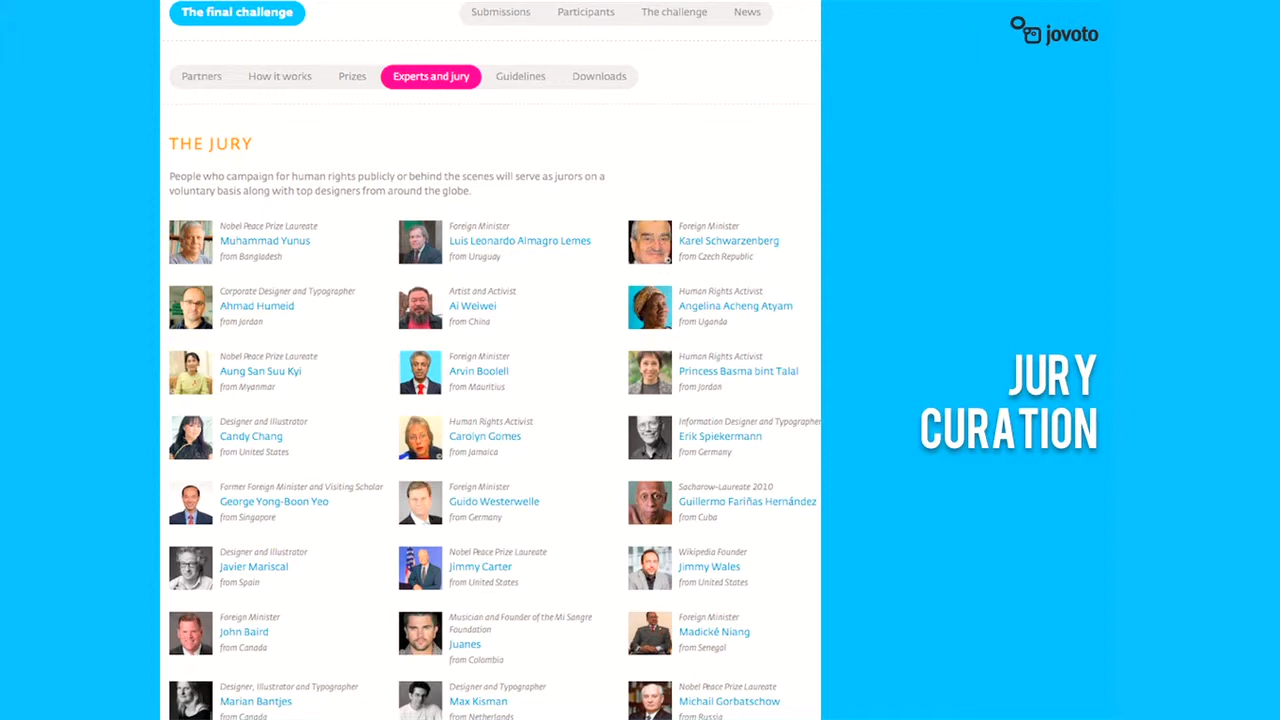 The final challenge
Submissions
Participants
The challenge
News
jovoto
Partners
How it works
Prizes
Experts and jury
Guidelines
Downloads
THE JURY
People who campaign for human rights publicly or behind the scenes will serve as jurors on a
voluntary basis along with top designers from around the globe.
Nobel Peace Prize Laureate
Muhammad Yunus
from Bangladesh
Foreign Minister
Luis Leonardo Almagro Lemes
from Uruguay
Foreign Minister
Karel Schwarzenberg
from Czech Republic
Corporate Designer and Typographer
Ahmad Humeid
from Jordan
Artist and Activist
Ai Weiwei
from China
Human Rights Activist
Angelina Acheng Atyam
from Uganda
Nobel Peace Prize Laureate
Aung San Suu Kyi
from Myanmar
Foreign Minister
Arvin Boolell
from Mauritius
Human Rights Activist
Princess Basma bint Talal
from Jordan
Designer and Illustrator
Candy Chang
from United States
Human Rights Activist
Carolyn Gomes
from Jamaica
Information Designer and Typographer
Erik Spiekermann
from Germany
Former Foreign Minister and Visiting Scholar
George Yong-Boon Yeo
from Singapore
Foreign Minister
Guido Westerwelle
from Germany
Sacharow-Laureate 2010
Guillermo Fariñas Hernández
from Cuba
Designer and Illustrator
Javier Mariscal
from Spain
Nobel Peace Prize Laureate
Jimmy Carter
from United States
Wikipedia Founder
Jimmy Wales
from United States
Foreign Minister
John Baird
from Canada
Musician and Founder of the Mi Sangre
Foundation
Juanes
from Colombia
Foreign Minister
Madické Niang
from Senegal
Designer, Illustrator and Typographer
Marian Bantjes
from Canada
Designer and Typographer
Max Kisman
from Netherlands
Nobel Peace Prize Laureate
Michail Gorbatschow
from Russia
JURY
CURATION